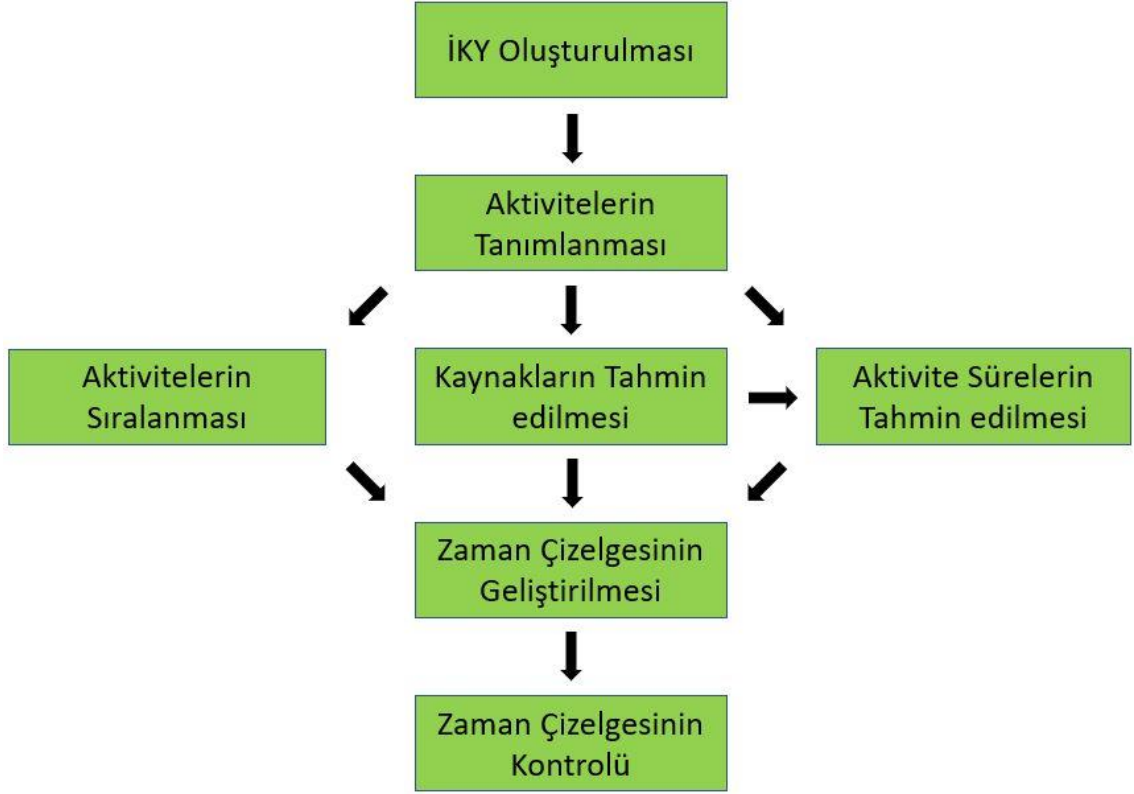 İKY Oluşturulması
Aktivitelerin
Tanımlanması
Aktivitelerin
Sıralanması
Kaynakların Tahmin
edilmesi
Aktivite Sürelerin
Tahmin edilmesi
Zaman Çizelgesinin
Geliştirilmesi
Zaman Çizelgesinin
Kontrolü